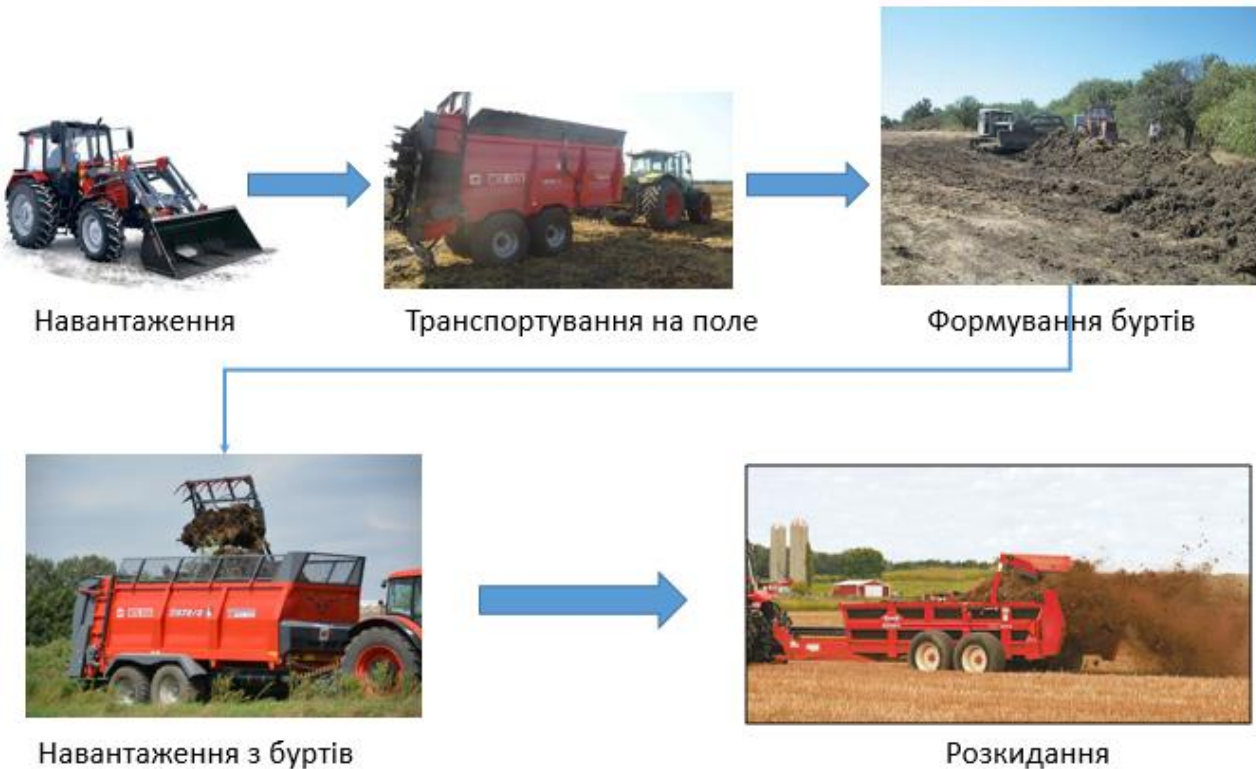 Навантаження
Транспортування на поле
Формування буртів
Навантаження з буртів
Розкидання